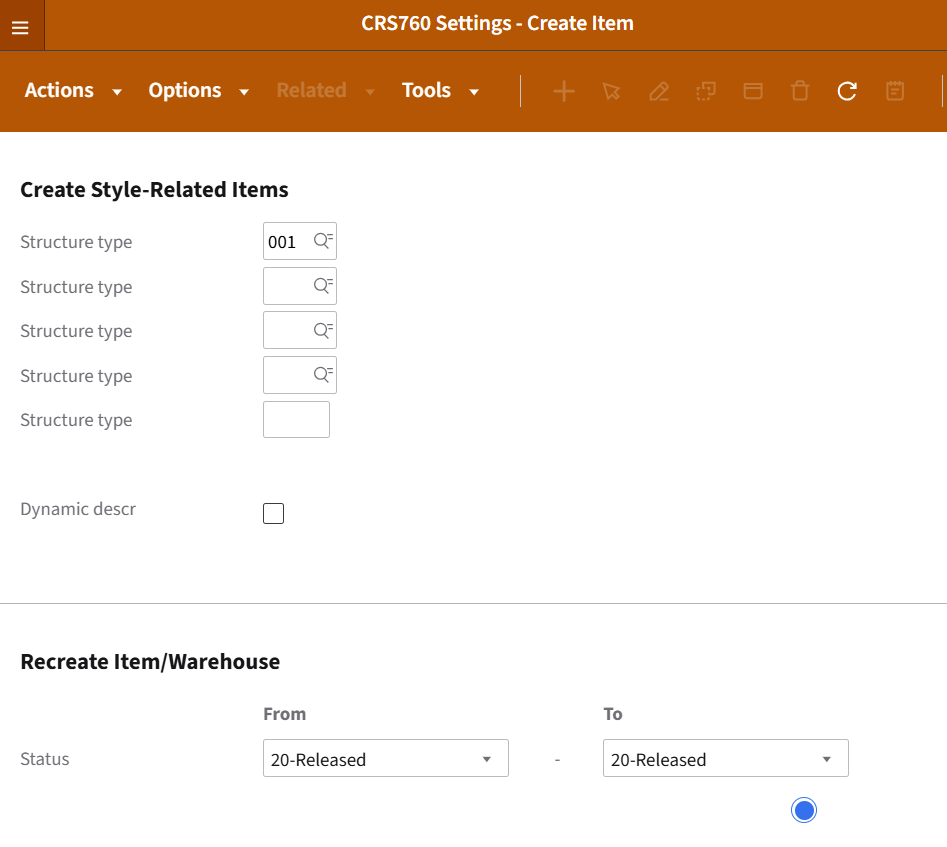 CRS760 Settings - Create Item
Actions Options Related Tools
Create Style-Related Items
Structure type 001
Structure type
Structure type
Structure type
Structure type
Dynamic descr
Recreate Item/Warehouse
From To
Status 20-Released - 20-Released